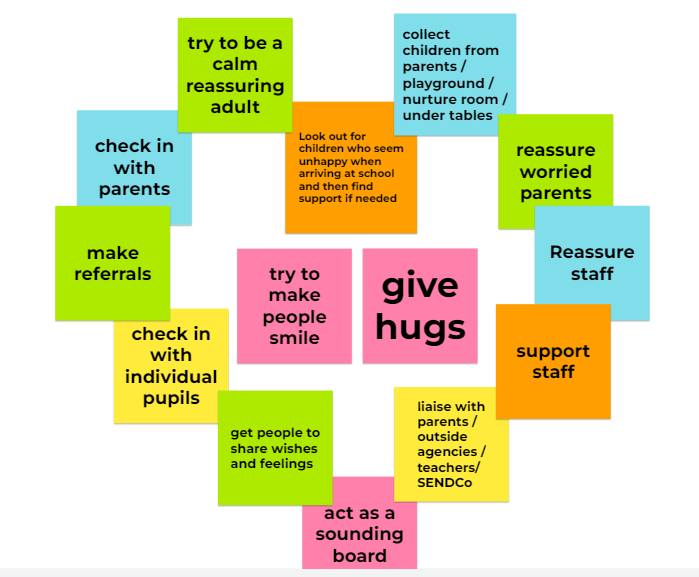 try to be a
calm
reassuring
adult
collect
children from
parents /
playground /
nurture room /
under tables
check in
with
parents
Look out for
children who seem
unhappy when
arriving at school
and then find
support if needed
reassure
worried
parents
make
referrals
Reassure
staff
try to
make
people
smile
give
hugs
check in
with
individual
pupils
support
staff
get people to
share wishes
and feelings
liaise with
parents /
outside
agencies /
teachers/
SENDCo
act as a
sounding
board